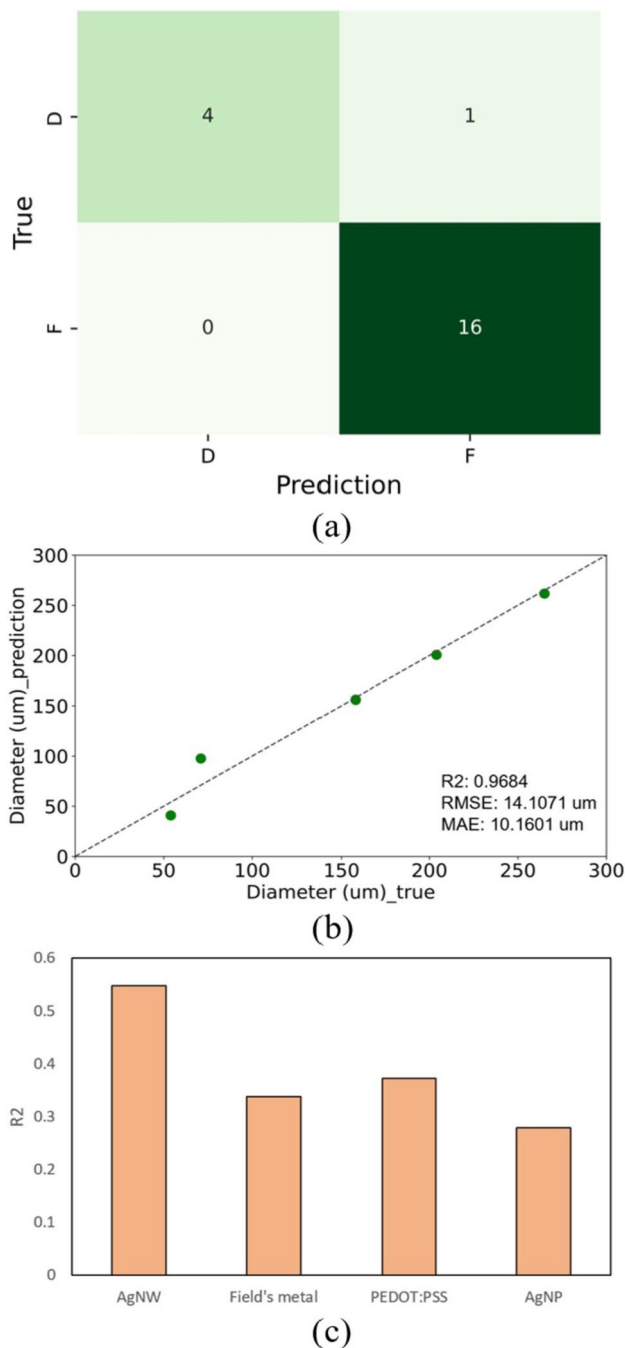 D
4
1
True
F
0
16
D
F
Prediction
(a)
300
250
200
150
100
50
0
Diameter (um)_prediction
R2: 0.9684
RMSE: 14.1071 um
MAE: 10.1601 um
0
50
100
150
200
250
300
Diameter (um)_true
(b)
0.6
0.5
0.4
0.3
0.2
0.1
0
R2
AgNW
Field's metal
PEDOT:PSS
AgNP
(c)